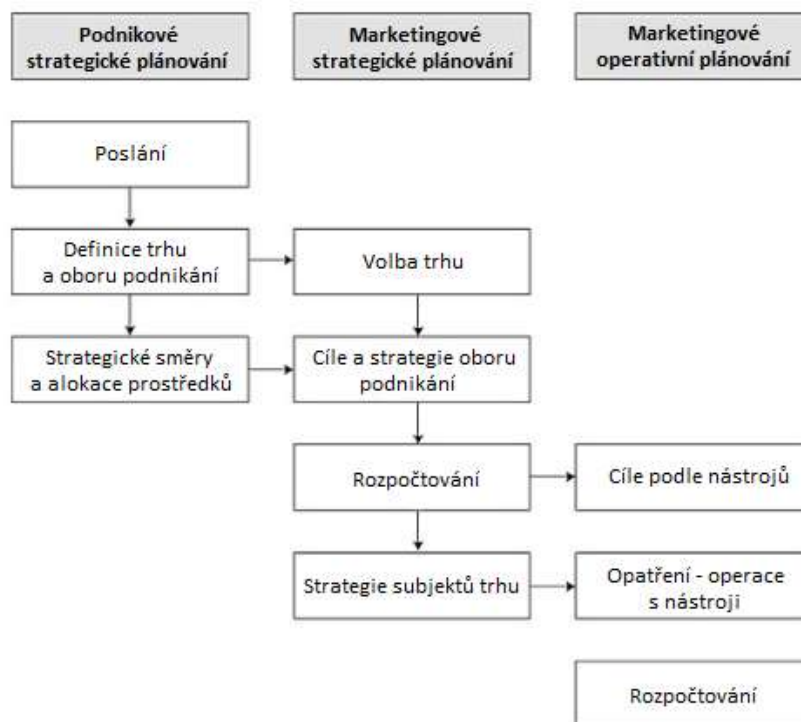 Podnikové
strategické plánování
Marketingové
strategické plánování
Marketingové
operativní plánování
Poslání
Definice trhu
a oboru podnikání
Volba trhu
Strategické směry
a alokace prostředků
Cíle a strategie oboru
podnikání
Rozpočtování
Cíle podle nástrojů
Strategie subjektů trhu
Opatření - operace
s nástroji
Rozpočtování